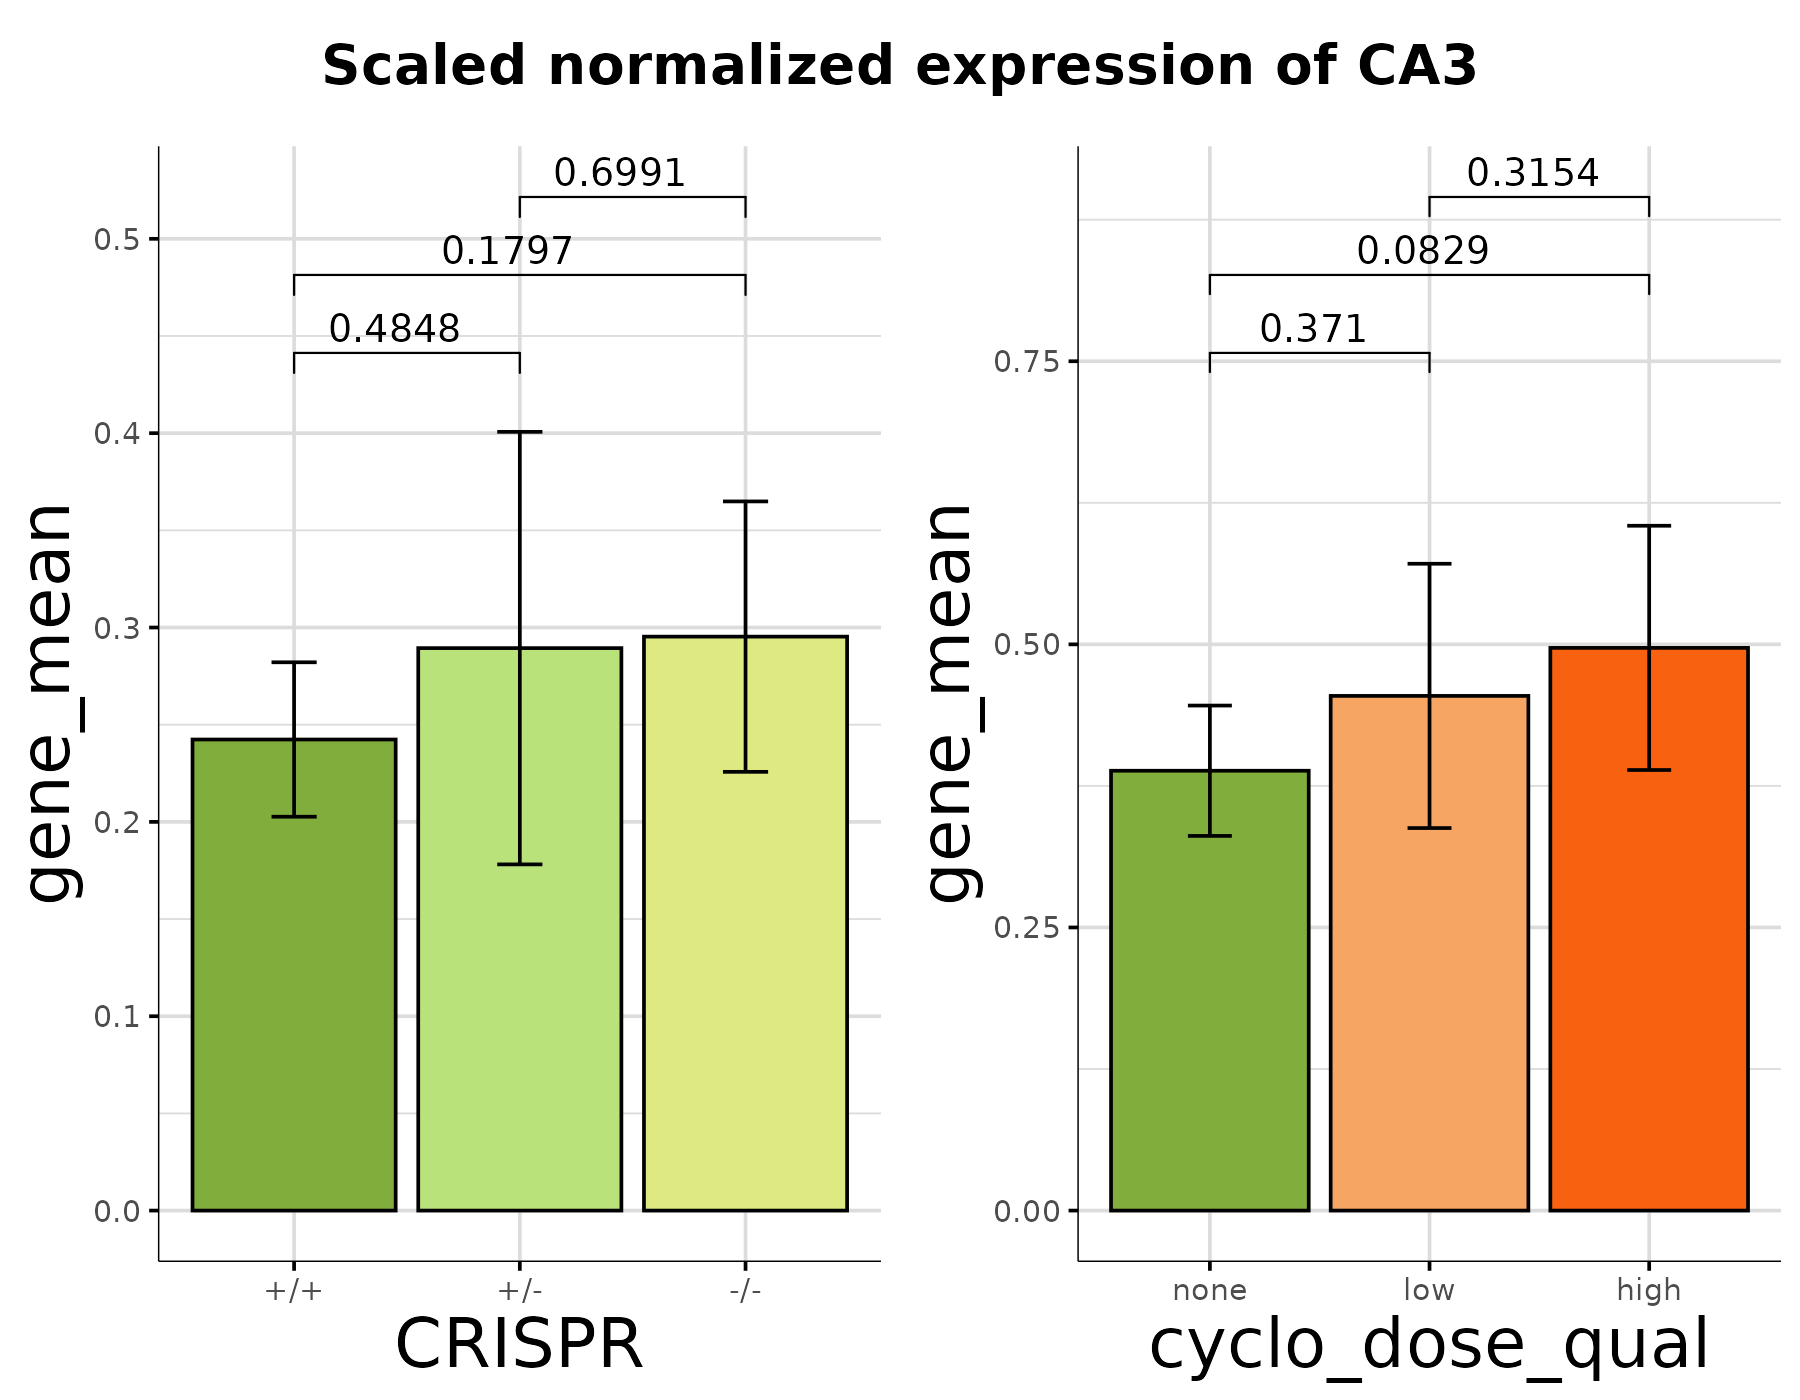 Scaled normalized expression of CA3
gene_mean
0.5
0.4
0.3
0.2
0.1
0.0
0.6991
0.1797
0.4848
+/+
+/-
-/-
CRISPR
gene_mean
0.75
0.50
0.25
0.00
0.3154
0.0829
0.371
none
low
high
cyclo_dose_qual